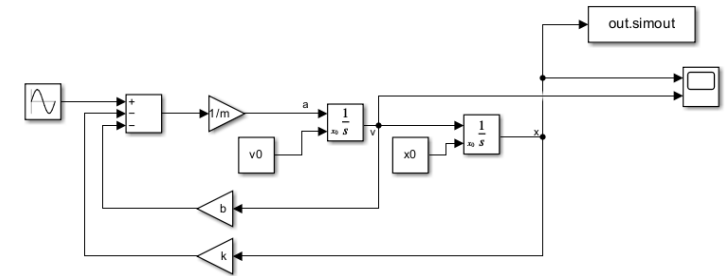 out.simout
+
−
−
1/m
a
1
s
x₀
v
v0
1
s
x₀
x0
x
b
k